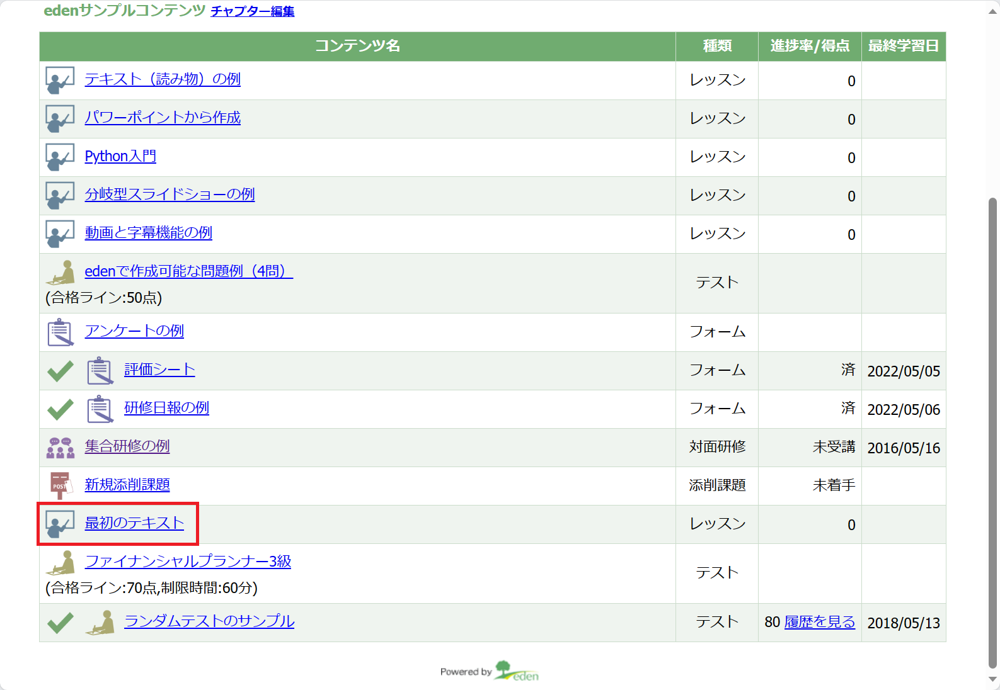 edenサンプルコンテンツ チャプター編集
コンテンツ名 種類 進捗率/得点 最終学習日
テキスト（読み物）の例 レッスン 0
パワーポイントから作成 レッスン 0
Python入門 レッスン 0
分岐型スライドショーの例 レッスン 0
動画と字幕機能の例 レッスン 0
edenで作成可能な問題例（4問） テスト
(合格ライン:50点)
アンケートの例 フォーム
評価シート フォーム 済 2022/05/05
研修日報の例 フォーム 済 2022/05/06
集合研修の例 対面研修 未受講 2016/05/16
POST 新規添削課題 添削課題 未着手
最初のテキスト レッスン 0
ファイナンシャルプランナー3級 テスト
(合格ライン:70点,制限時間:60分)
ランダムテストのサンプル テスト 80 履歴を見る 2018/05/13
Powered by eden